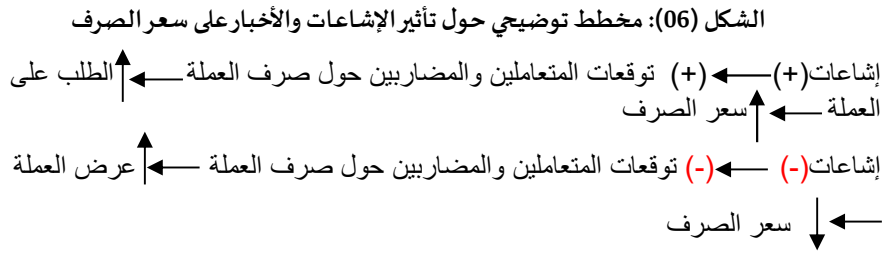 الشكل (06): مخطط توضيحي حول تأثير الإشاعات والأخبار على سعر الصرف
إشاعات(+) ← (+) توقعات المتعاملين والمضاربين حول صرف العملة ← ↑ الطلب على
العملة ← ↑ سعر الصرف
إشاعات(-) ← (-) توقعات المتعاملين والمضاربين حول صرف العملة ← ↑ عرض العملة
← ↓ سعر الصرف